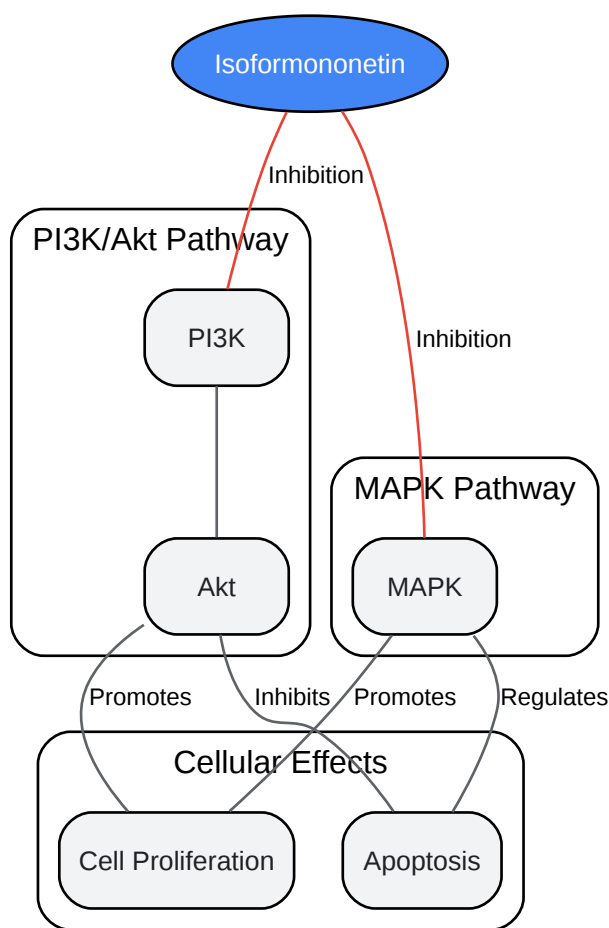 Isoformononetin
Inhibition
PI3K/Akt Pathway
PI3K
Inhibition
MAPK Pathway
Akt
MAPK
Promotes
Inhibits
Promotes
Regulates
Cellular Effects
Cell Proliferation
Apoptosis